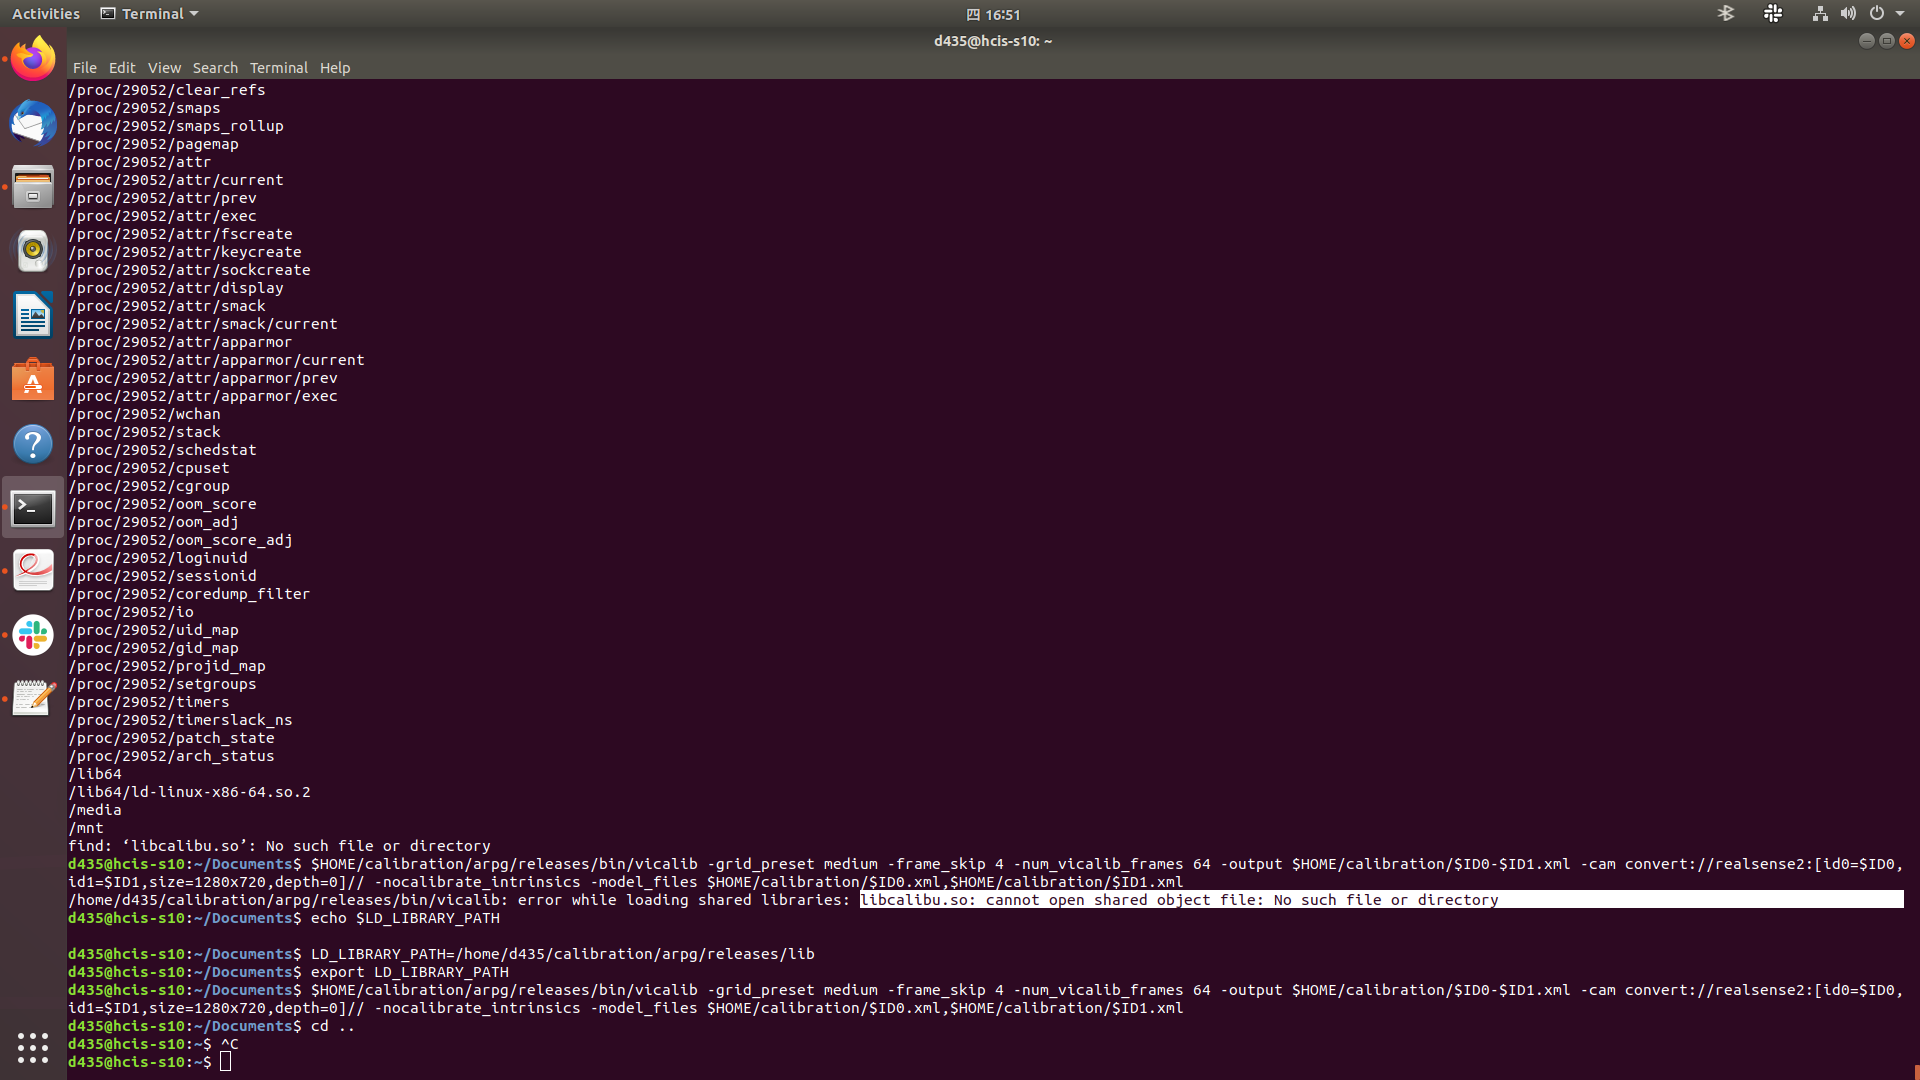 Activities
Terminal
四 16:51
d435@hcis-s10: ~
File Edit View Search Terminal Help
/proc/29052/clear_refs
/proc/29052/smaps
/proc/29052/smaps_rollup
/proc/29052/pagemap
/proc/29052/attr
/proc/29052/attr/current
/proc/29052/attr/prev
/proc/29052/attr/exec
/proc/29052/attr/fscreate
/proc/29052/attr/keycreate
/proc/29052/attr/sockcreate
/proc/29052/attr/display
/proc/29052/attr/smack
/proc/29052/attr/smack/current
/proc/29052/attr/apparmor
/proc/29052/attr/apparmor/current
/proc/29052/attr/apparmor/prev
/proc/29052/attr/apparmor/exec
/proc/29052/wchan
/proc/29052/stack
/proc/29052/schedstat
/proc/29052/cpuset
/proc/29052/cgroup
/proc/29052/oom_score
/proc/29052/oom_adj
/proc/29052/oom_score_adj
/proc/29052/loginuid
/proc/29052/sessionid
/proc/29052/coredump_filter
/proc/29052/io
/proc/29052/uid_map
/proc/29052/gid_map
/proc/29052/projid_map
/proc/29052/setgroups
/proc/29052/timers
/proc/29052/timerslack_ns
/proc/29052/patch_state
/proc/29052/arch_status
/lib64
/lib64/ld-linux-x86-64.so.2
/media
/mnt
find: ‘libcalibu.so’: No such file or directory
d435@hcis-s10:~/Documents$ $HOME/calibration/arpg/releases/bin/vicalib -grid_preset medium -frame_skip 4 -num_vicalib_frames 64 -output $HOME/calibration/$ID0-$ID1.xml -cam convert://realsense2:[id0=$ID0,
id1=$ID1,size=1280x720,depth=0]// -nocalibrate_intrinsics -model_files $HOME/calibration/$ID0.xml,$HOME/calibration/$ID1.xml
/home/d435/calibration/arpg/releases/bin/vicalib: error while loading shared libraries: libcalibu.so: cannot open shared object file: No such file or directory
d435@hcis-s10:~/Documents$ echo $LD_LIBRARY_PATH
d435@hcis-s10:~/Documents$ LD_LIBRARY_PATH=/home/d435/calibration/arpg/releases/lib
d435@hcis-s10:~/Documents$ export LD_LIBRARY_PATH
d435@hcis-s10:~/Documents$ $HOME/calibration/arpg/releases/bin/vicalib -grid_preset medium -frame_skip 4 -num_vicalib_frames 64 -output $HOME/calibration/$ID0-$ID1.xml -cam convert://realsense2:[id0=$ID0,
id1=$ID1,size=1280x720,depth=0]// -nocalibrate_intrinsics -model_files $HOME/calibration/$ID0.xml,$HOME/calibration/$ID1.xml
d435@hcis-s10:~/Documents$ cd ..
d435@hcis-s10:~$ ^C
d435@hcis-s10:~$